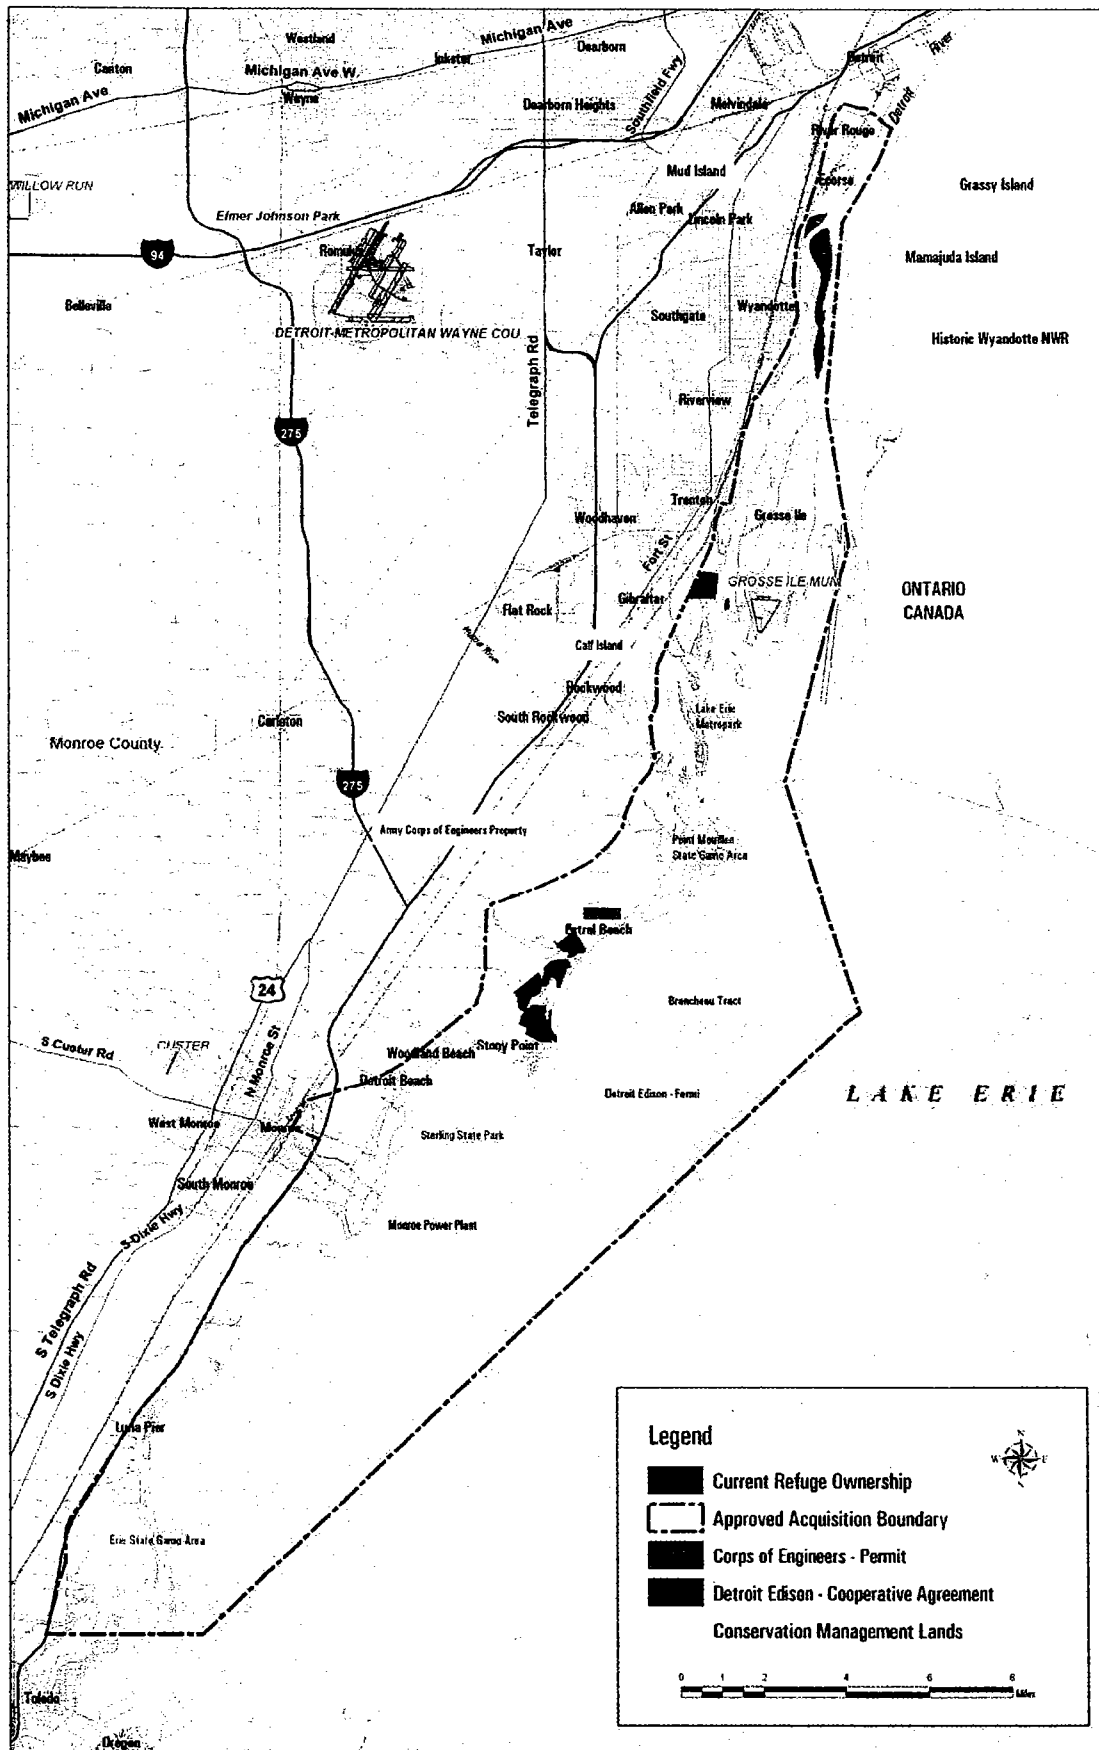 Westland
Michigan Ave
Dearborn
Canton
Michigan Ave W.
Inkster
Detroit
River
Michigan Ave
Wayne
Dearborn Heights
Southfield Fwy
Melvindale
Detroit
River Rouge
Mud Island
Ecorse
WILLOW RUN
Grassy Island
Elmer Johnson Park
Allen Park
Lincoln Park
94
Romulus
Taylor
Mamajuda Island
Belleville
Wyandotte
Southgate
DETROIT-METROPOLITAN WAYNE COU
Historic Wyandotte NWR
Telegraph Rd
Riverview
275
Trenton
Woodhaven
Grosse Ile
Fort St
GROSSE ILE MUN
ONTARIO
CANADA
Gibraltar
Flat Rock
Calf Island
Rockwood
South Rockwood
Lake Erie
Metropark
Carleton
Monroe County
275
Army Corps of Engineers Property
Point Mouillee
State Game Area
Maybee
Estral Beach
24
Brancheau Tract
S Custer Rd
CUSTER
N Monroe St
Woodland Beach
Stony Point
Detroit Beach
Detroit Edison - Fermi
LAKE ERIE
West Monroe
Monroe
Sterling State Park
South Monroe
S Dixie Hwy
Monroe Power Plant
S Telegraph Rd
S Dixie Hwy
Luna Pier
Erie State Game Area
Toledo
Oregon
Legend
N
W E
S
Current Refuge Ownership
Approved Acquisition Boundary
Corps of Engineers - Permit
Detroit Edison - Cooperative Agreement
Conservation Management Lands
0 1 2 4 6 8
Miles